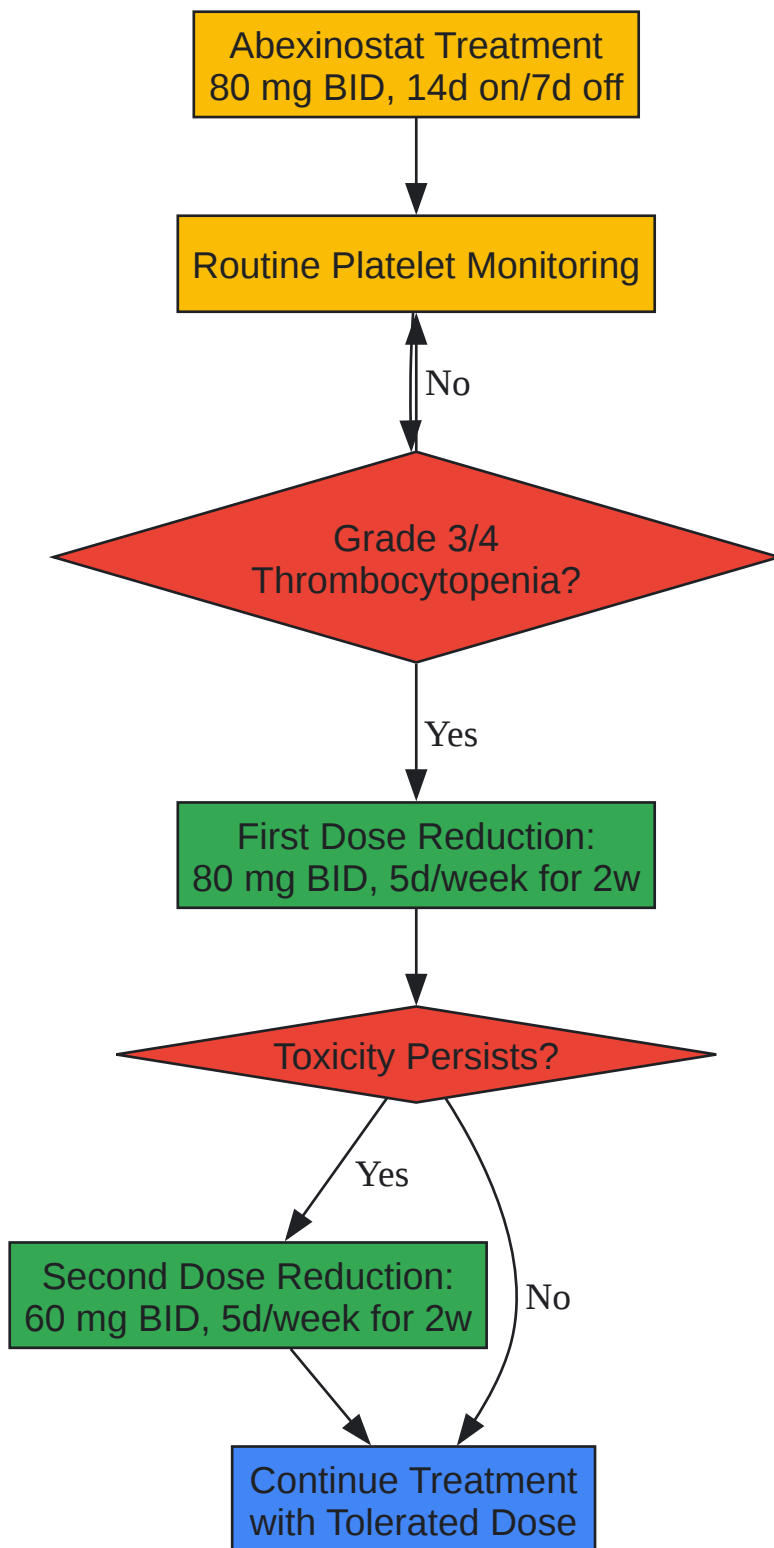 Abexinostat Treatment
80 mg BID, 14d on/7d off
Routine Platelet Monitoring
No
Grade 3/4
Thrombocytopenia?
Yes
First Dose Reduction:
80 mg BID, 5d/week for 2w
Toxicity Persists?
Yes
Second Dose Reduction:
60 mg BID, 5d/week for 2w
No
Continue Treatment
with Tolerated Dose